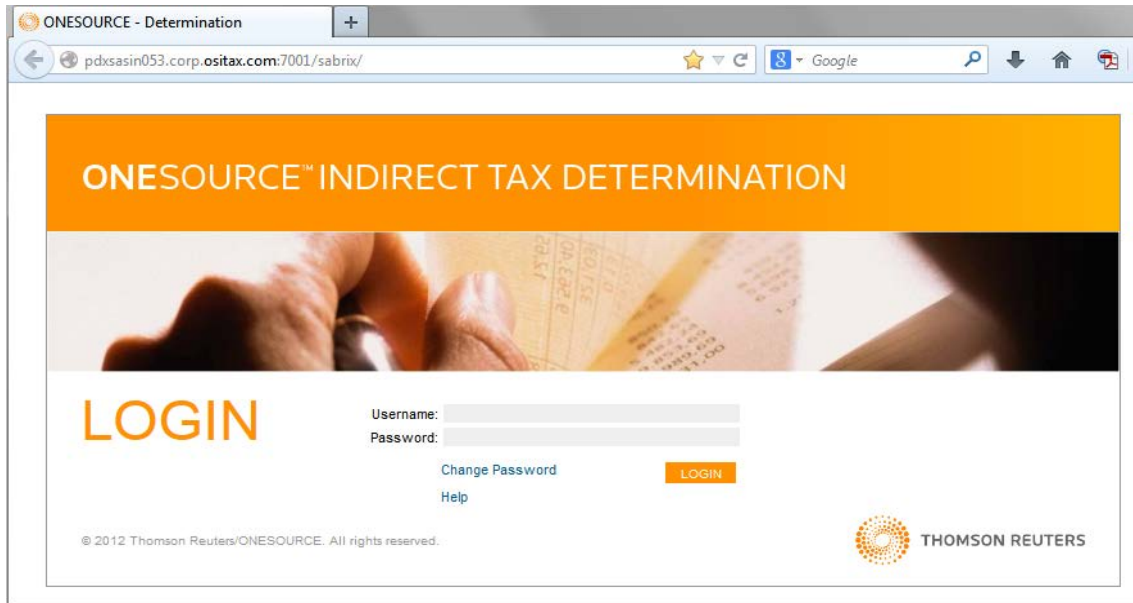 ONESOURCE - Determination
pdxsasin053.corp.ositax.com:7001/sabrix/
Google
ONESOURCE™ INDIRECT TAX DETERMINATION
LOGIN
Username:
Password:
Change Password
LOGIN
Help
© 2012 Thomson Reuters/ONESOURCE. All rights reserved.
THOMSON REUTERS